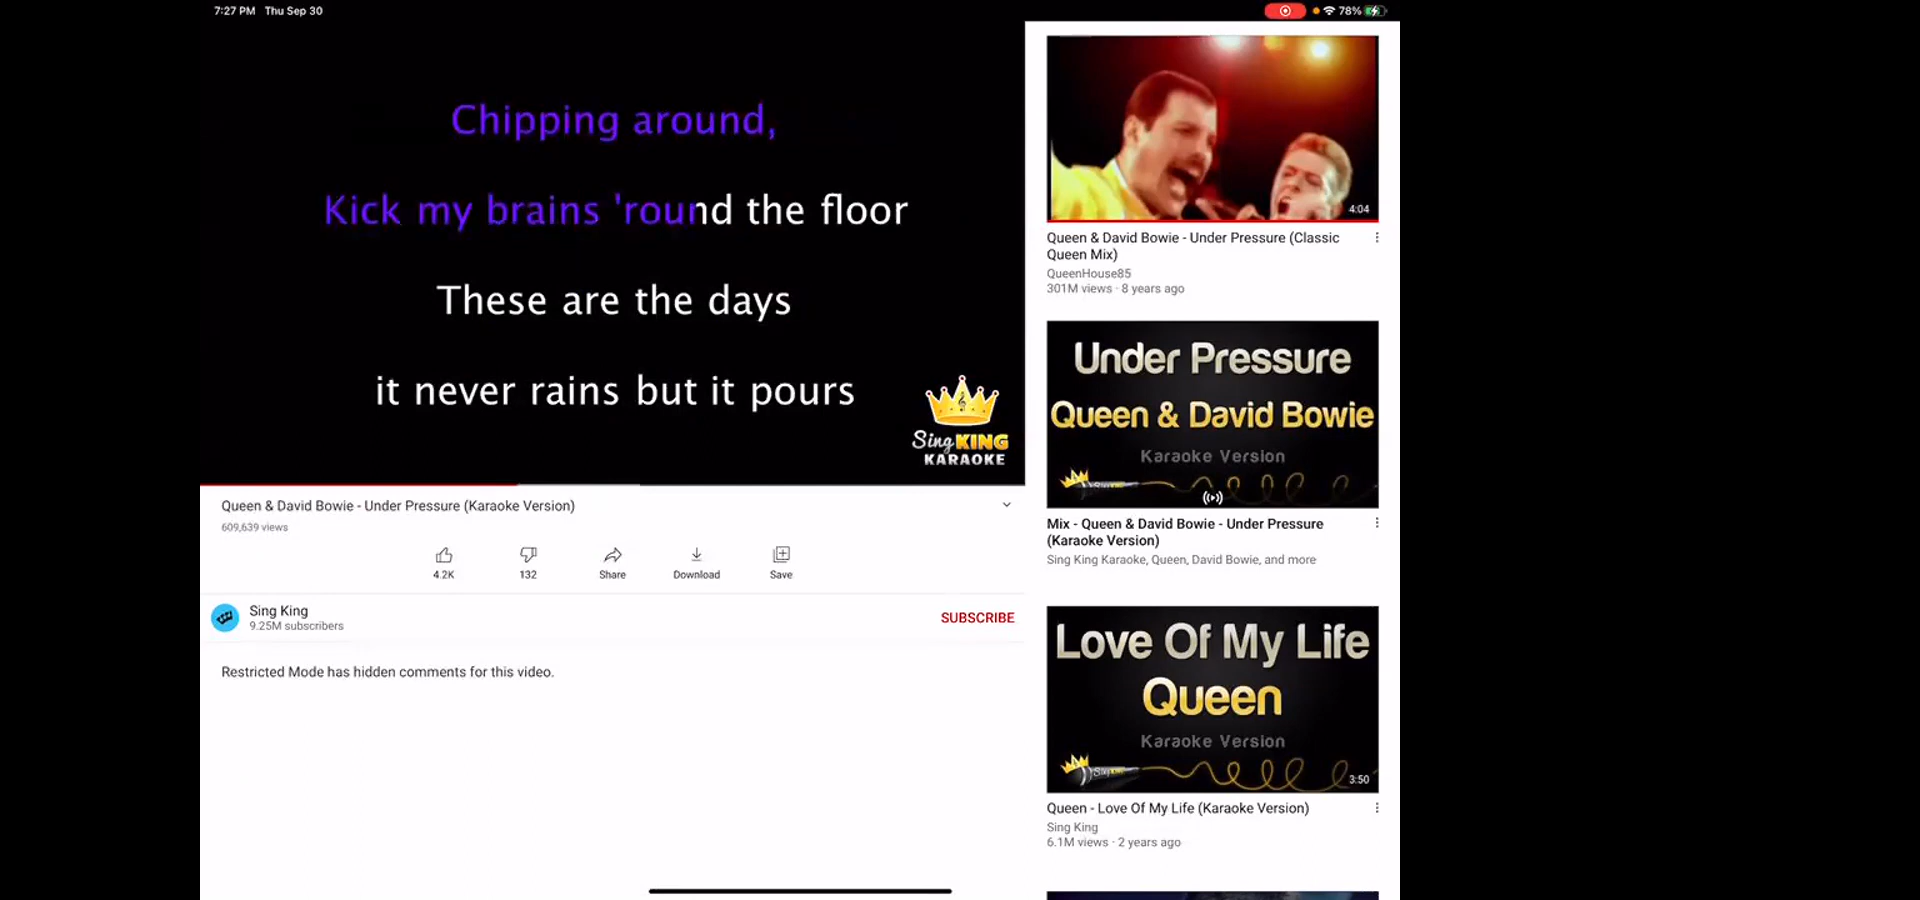 7:27 PM Thu Sep 30
78%
Chipping around,
Kick my brains 'round the floor
These are the days
it never rains but it pours
Sing KING
KARAOKE
Queen & David Bowie - Under Pressure (Karaoke Version)
609,639 views
4.2K
132
Share
Download
Save
Sing King
9.25M subscribers
SUBSCRIBE
Restricted Mode has hidden comments for this video.
4:04
Queen & David Bowie - Under Pressure (Classic
Queen Mix)
QueenHouse85
301M views · 8 years ago
Under Pressure
Queen & David Bowie
Karaoke Version
Mix - Queen & David Bowie - Under Pressure
(Karaoke Version)
Sing King Karaoke, Queen, David Bowie, and more
Love Of My Life
Queen
Karaoke Version
3:50
Queen - Love Of My Life (Karaoke Version)
Sing King
6.1M views · 2 years ago